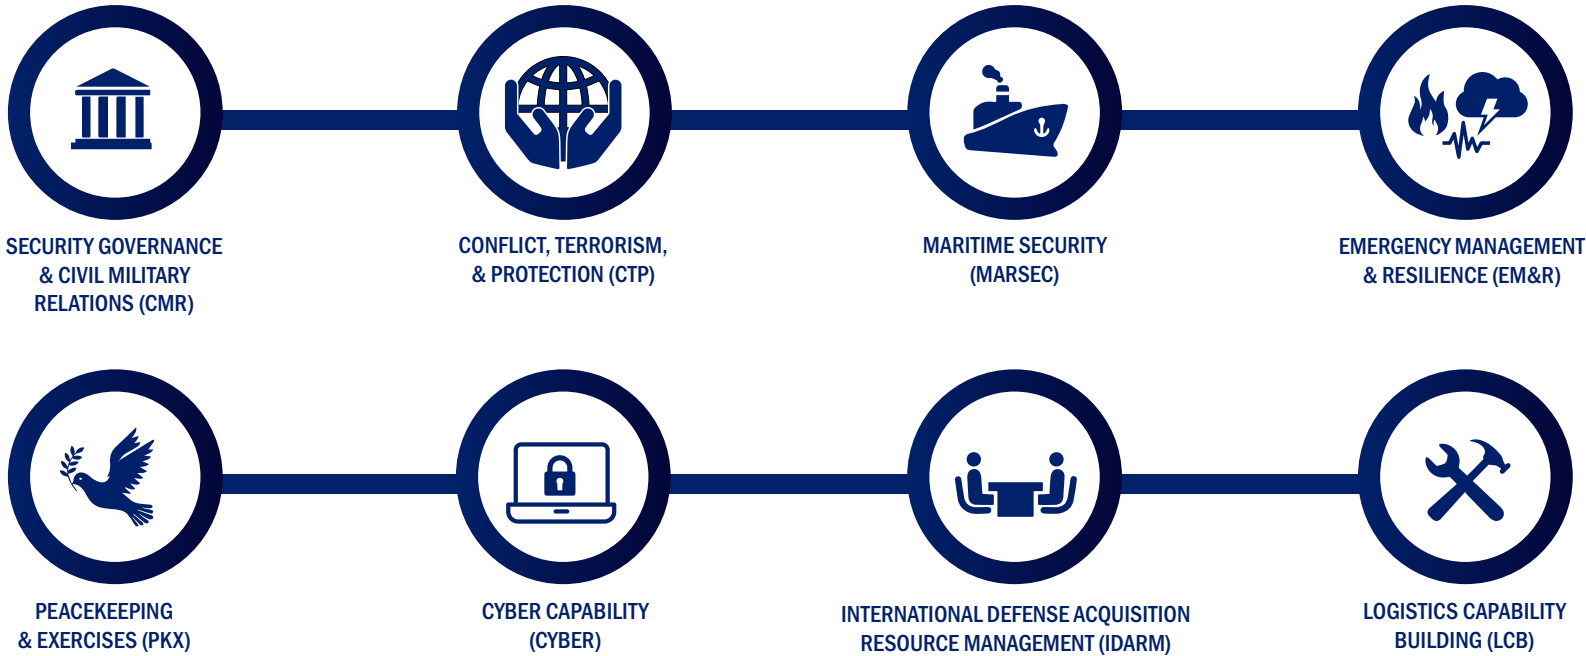 SECURITY GOVERNANCE
& CIVIL MILITARY
RELATIONS (CMR)
CONFLICT, TERRORISM,
& PROTECTION (CTP)
MARITIME SECURITY
(MARSEC)
EMERGENCY MANAGEMENT
& RESILIENCE (EM&R)
PEACEKEEPING
& EXERCISES (PKX)
CYBER CAPABILITY
(CYBER)
INTERNATIONAL DEFENSE ACQUISITION
RESOURCE MANAGEMENT (IDARM)
LOGISTICS CAPABILITY
BUILDING (LCB)